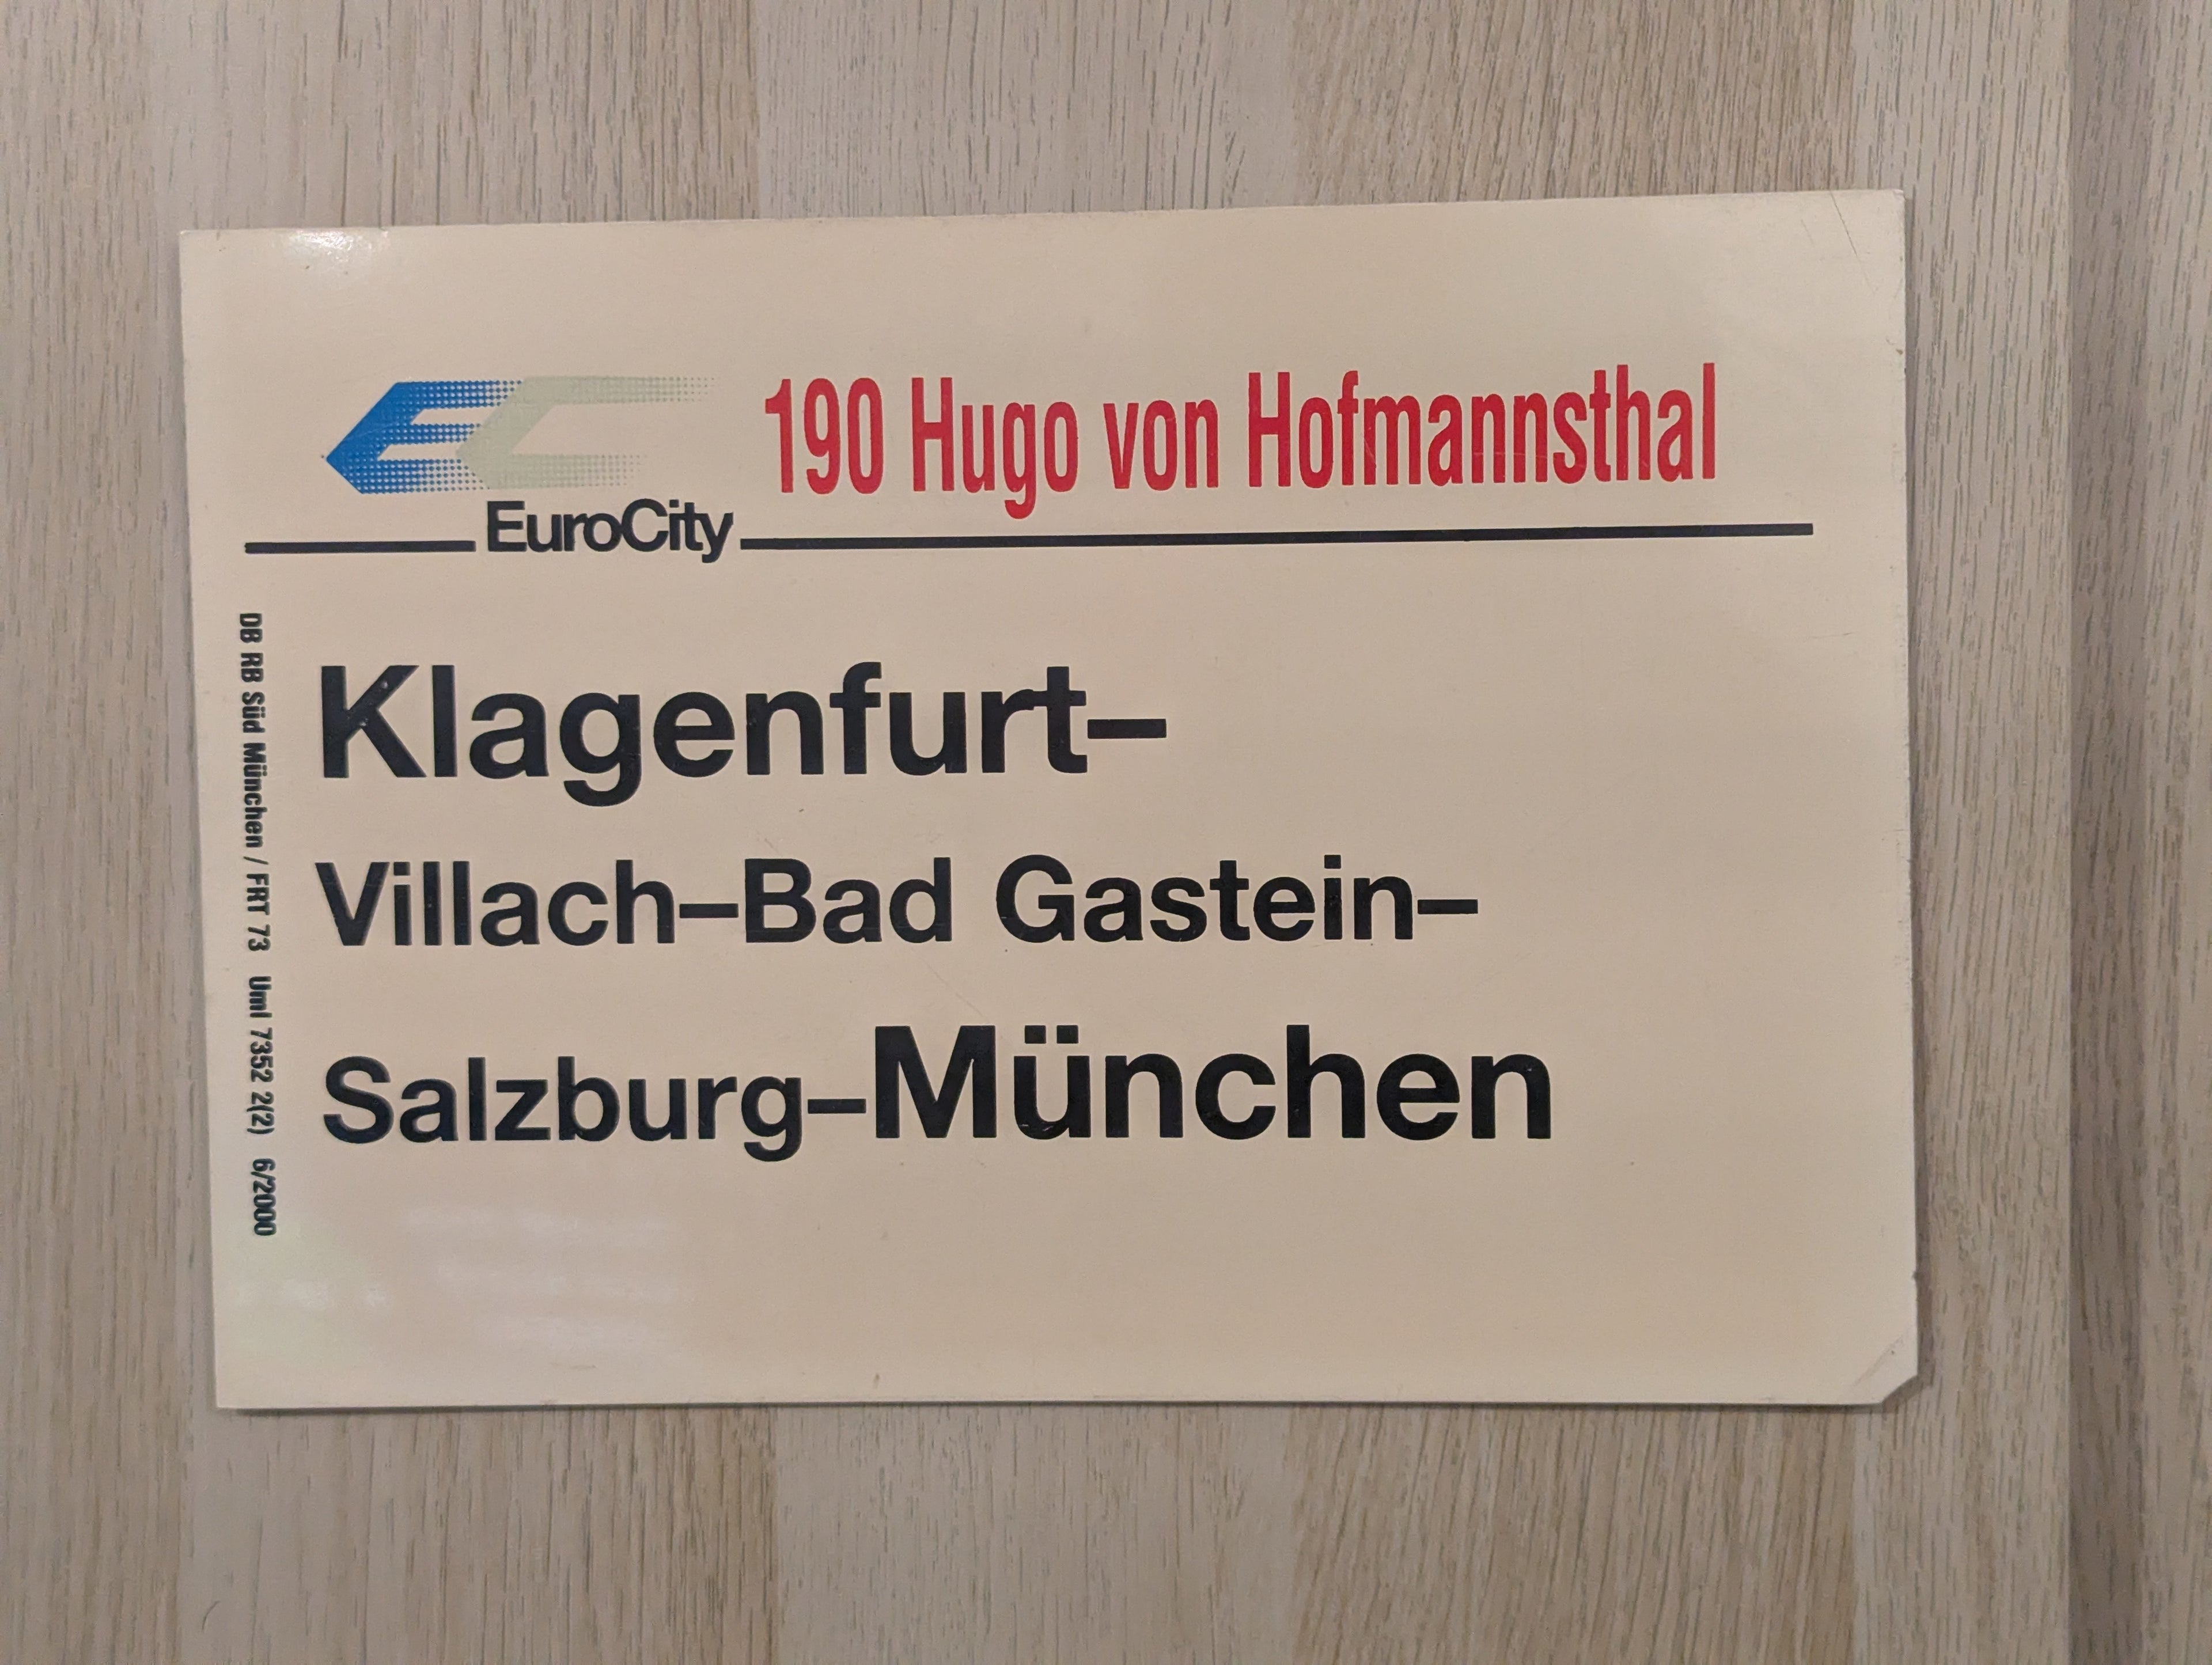 EC 190 Hugo von Hofmannsthal
EuroCity
Klagenfurt–
Villach–Bad Gastein–
Salzburg–München
DB RB Süd München / FRT 73 Uml 7352 2(2) 6/2000